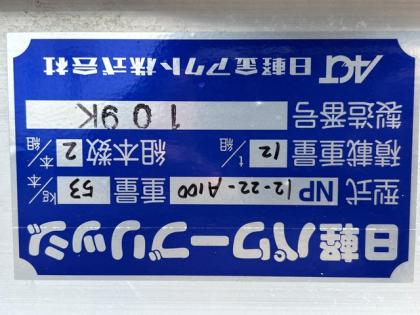 日軽パワーブリッジ
型式 NP 12-22-A100 重量 53 kg/本
積載重量 12 t/組 組本数 2 本/組
製造番号 109K
ACT 日軽金アクト株式会社